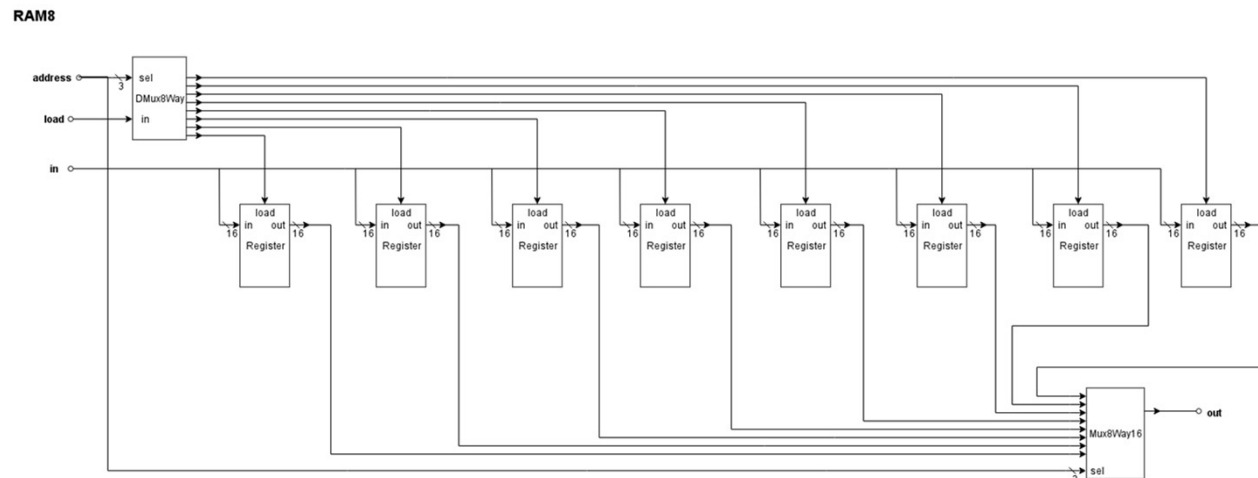 RAM8
address
3
sel
DMux8Way
load
in
in
load load load load load load load load
in out in out in out in out in out in out in out in out
16 16 16 16 16 16 16 16 16 16 16 16 16 16 16 16
Register Register Register Register Register Register Register Register
out
Mux8Way16
sel